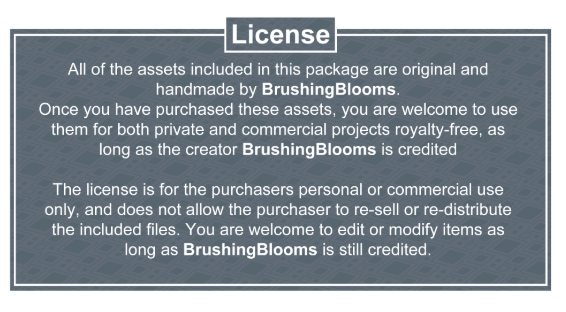 License
All of the assets included in this package are original and
handmade by BrushingBlooms.
Once you have purchased these assets, you are welcome to use
them for both private and commercial projects royalty-free, as
long as the creator BrushingBlooms is credited
The license is for the purchasers personal or commercial use
only, and does not allow the purchaser to re-sell or re-distribute
the included files. You are welcome to edit or modify items as
long as BrushingBlooms is still credited.